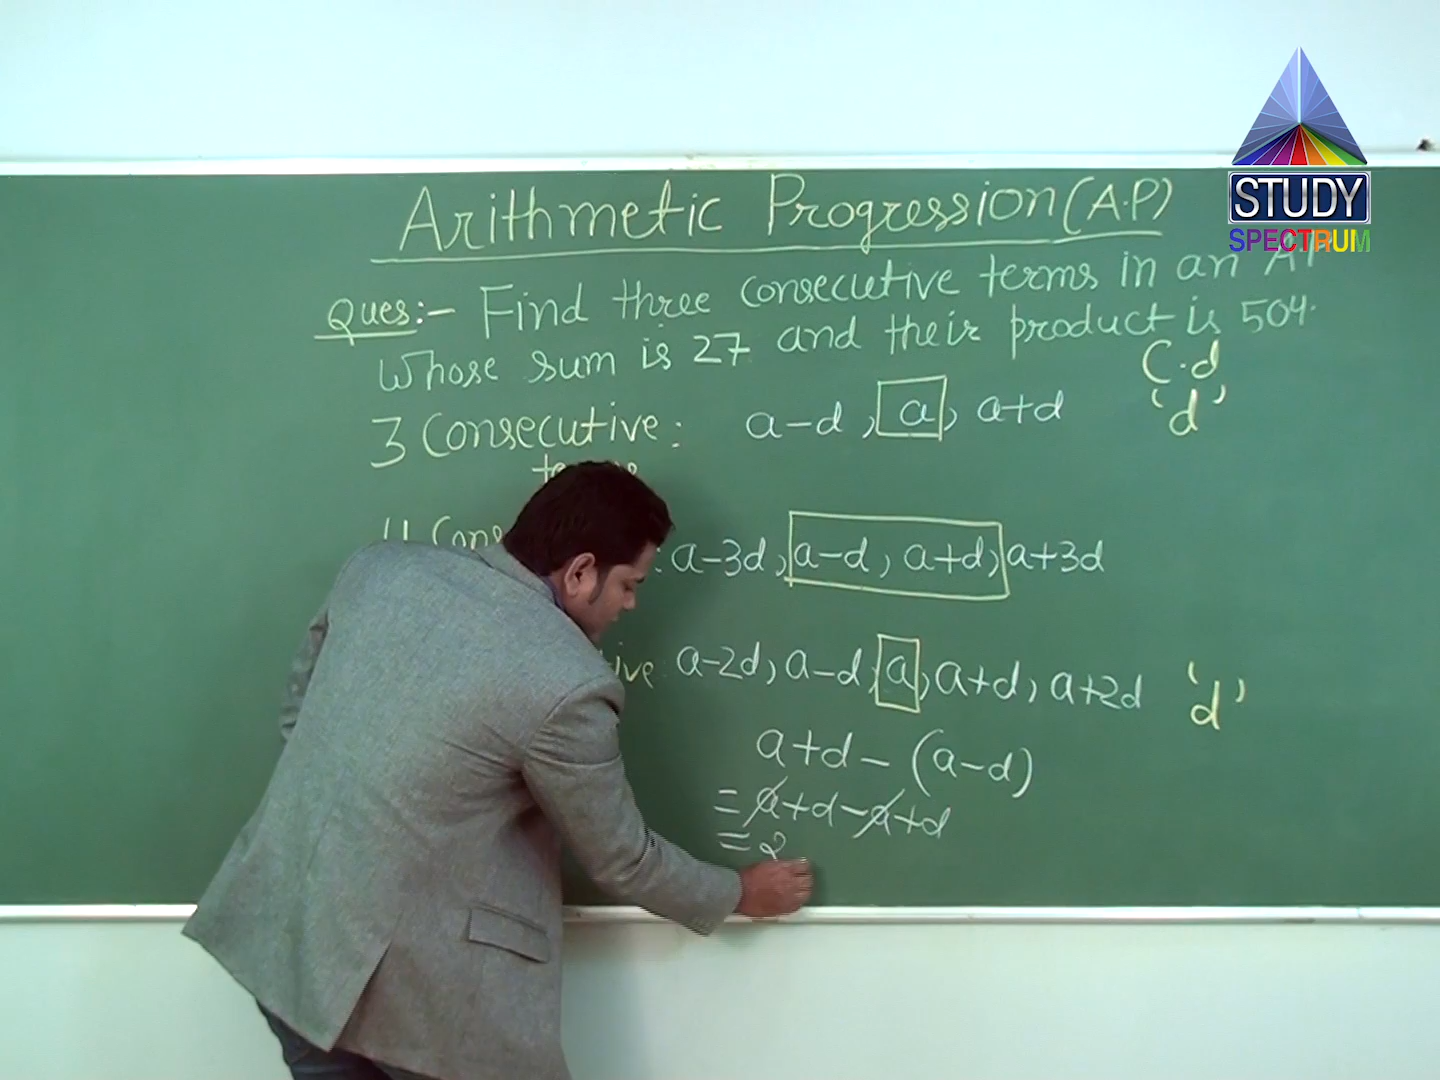 Arithmetic Progression (A.P)
STUDY
SPECTRUM
Ques:- Find three consecutive terms in an AP
Whose sum is 27 and their product is 504.
C.d
'd'
3 Consecutive: a-d, a, a+d
a-3d, a-d, a+d, a+3d
a-2d, a-d, a, a+d, a+2d 'd'
a+d-(a-d)
= a+d-a+d
= 2